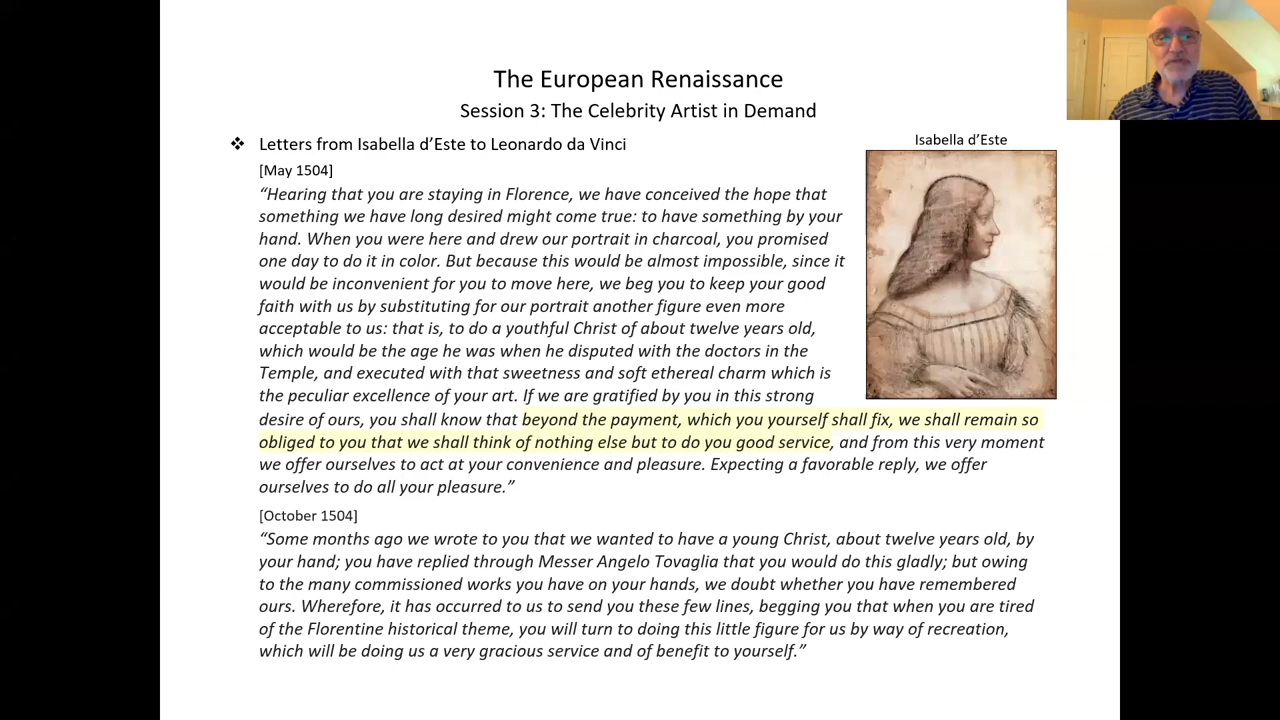 The European Renaissance
Session 3: The Celebrity Artist in Demand
❖ Letters from Isabella d’Este to Leonardo da Vinci
Isabella d’Este
[May 1504]
“Hearing that you are staying in Florence, we have conceived the hope that
something we have long desired might come true: to have something by your
hand. When you were here and drew our portrait in charcoal, you promised
one day to do it in color. But because this would be almost impossible, since it
would be inconvenient for you to move here, we beg you to keep your good
faith with us by substituting for our portrait another figure even more
acceptable to us: that is, to do a youthful Christ of about twelve years old,
which would be the age he was when he disputed with the doctors in the
Temple, and executed with that sweetness and soft ethereal charm which is
the peculiar excellence of your art. If we are gratified by you in this strong
desire of ours, you shall know that beyond the payment, which you yourself shall fix, we shall remain so
obliged to you that we shall think of nothing else but to do you good service, and from this very moment
we offer ourselves to act at your convenience and pleasure. Expecting a favorable reply, we offer
ourselves to do all your pleasure.”
[October 1504]
“Some months ago we wrote to you that we wanted to have a young Christ, about twelve years old, by
your hand; you have replied through Messer Angelo Tovaglia that you would do this gladly; but owing
to the many commissioned works you have on your hands, we doubt whether you have remembered
ours. Wherefore, it has occurred to us to send you these few lines, begging you that when you are tired
of the Florentine historical theme, you will turn to doing this little figure for us by way of recreation,
which will be doing us a very gracious service and of benefit to yourself.”